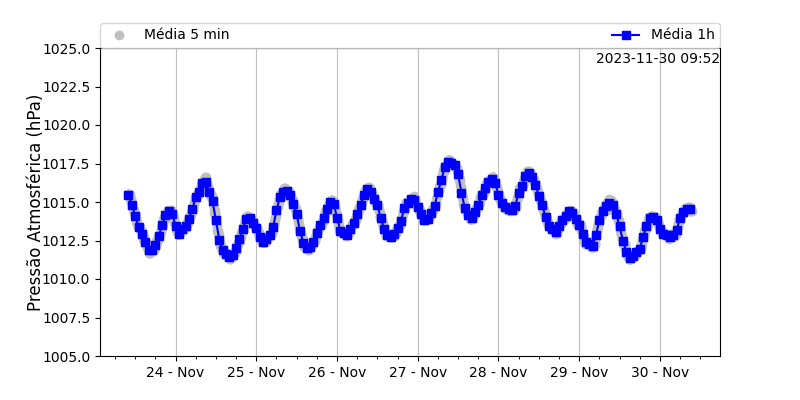 Média 5 min
Média 1h
2023-11-30 09:52
Pressão Atmosférica (hPa)
1025.0
1022.5
1020.0
1017.5
1015.0
1012.5
1010.0
1007.5
1005.0
24 - Nov
25 - Nov
26 - Nov
27 - Nov
28 - Nov
29 - Nov
30 - Nov